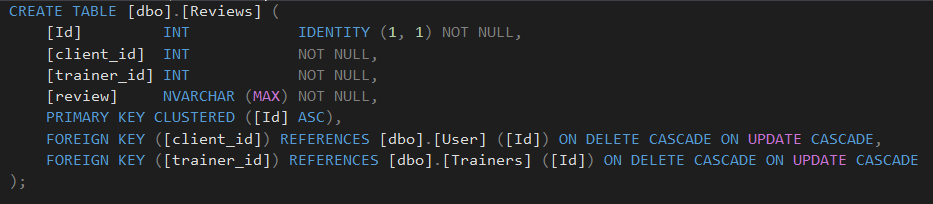 CREATE TABLE [dbo].[Reviews] (
    [Id]         INT            IDENTITY (1, 1) NOT NULL,
    [client_id]  INT            NOT NULL,
    [trainer_id] INT            NOT NULL,
    [review]     NVARCHAR (MAX) NOT NULL,
    PRIMARY KEY CLUSTERED ([Id] ASC),
    FOREIGN KEY ([client_id]) REFERENCES [dbo].[User] ([Id]) ON DELETE CASCADE ON UPDATE CASCADE,
    FOREIGN KEY ([trainer_id]) REFERENCES [dbo].[Trainers] ([Id]) ON DELETE CASCADE ON UPDATE CASCADE
);